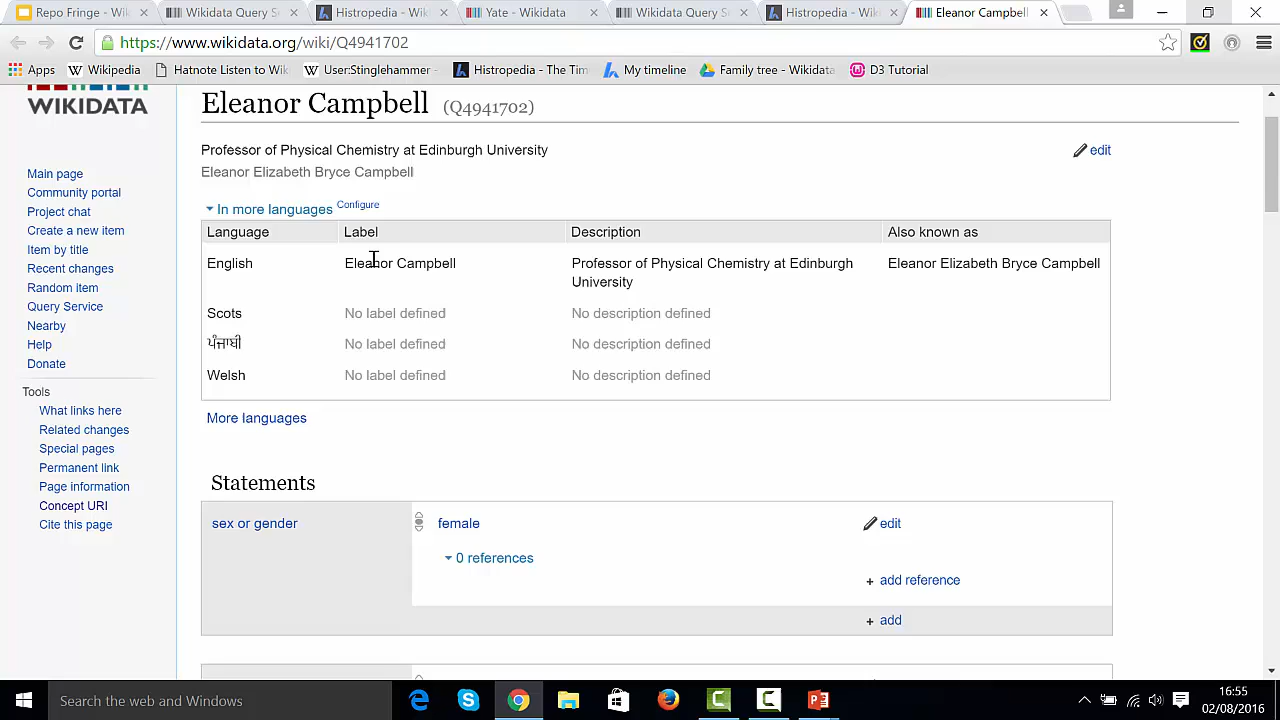 Repo Fringe - Wik
Wikidata Query S
Histropedia - Wik
Yate - Wikidata
Wikidata Query S
Histropedia - Wik
Eleanor Campbell
https://www.wikidata.org/wiki/Q4941702
Apps
Wikipedia
Hatnote Listen to Wik
User:Stinglehammer
Histropedia - The Tim
My timeline
Family - Wikidata
D3 Tutorial
WIKIDATA
Eleanor Campbell (Q4941702)
Professor of Physical Chemistry at Edinburgh University
edit
Eleanor Elizabeth Bryce Campbell
In more languages Configure
Language Label Description Also known as
English Eleanor Campbell Professor of Physical Chemistry at Edinburgh Eleanor Elizabeth Bryce Campbell
University
Scots No label defined No description defined
ਪੰਜਾਬੀ No label defined No description defined
Welsh No label defined No description defined
More languages
Main page
Community portal
Project chat
Create a new item
Item by title
Recent changes
Random item
Query Service
Nearby
Help
Donate
Tools
What links here
Related changes
Special pages
Permanent link
Page information
Concept URI
Cite this page
Statements
sex or gender female edit
0 references
+ add reference
+ add
Search the web and Windows
16:55
02/08/2016